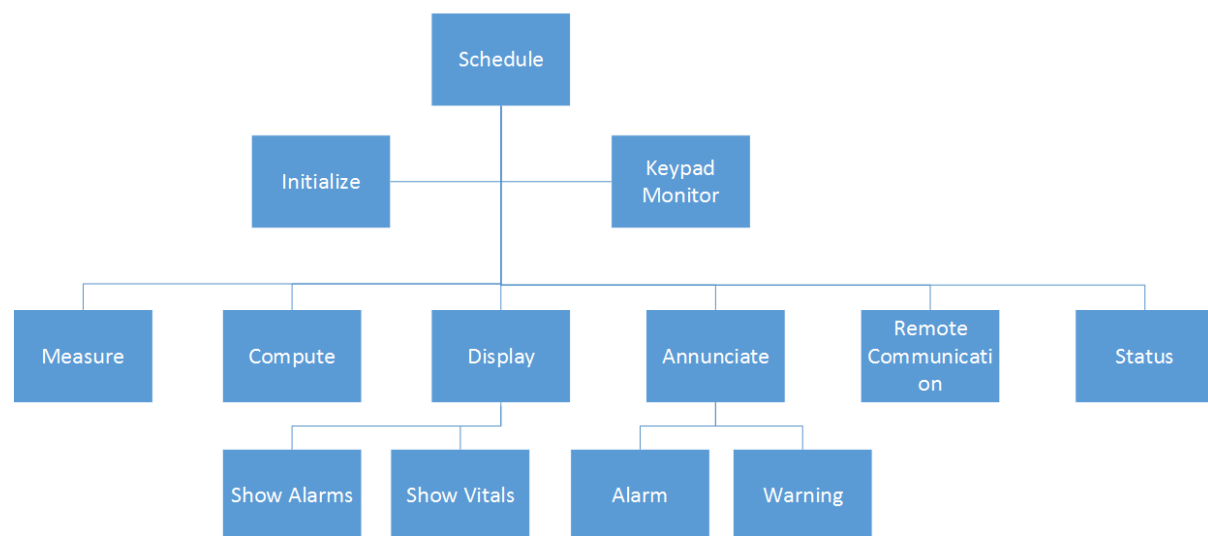 Schedule
Initialize
Keypad
Monitor
Measure
Compute
Display
Annunciate
Remote
Communicati
on
Status
Show Alarms
Show Vitals
Alarm
Warning